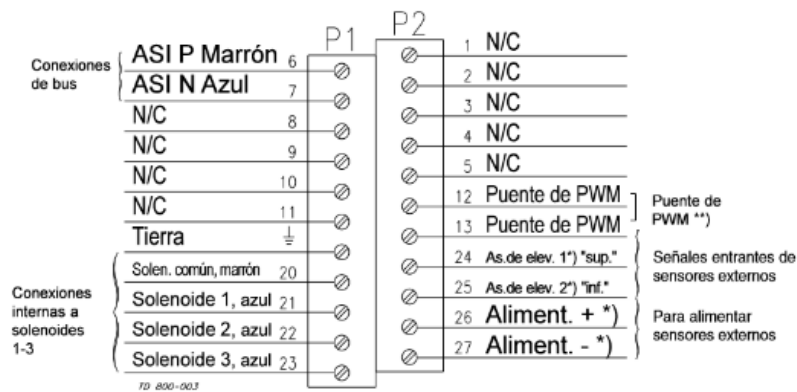 P1
P2
Conexiones
de bus
ASI P Marrón 6
ASI N Azul 7
N/C 8
N/C 9
N/C 10
N/C 11
Tierra
Conexiones
internas a
solenoides
1-3
Solen. común, marrón 20
Solenoide 1, azul 21
Solenoide 2, azul 22
Solenoide 3, azul 23
TD 800-003
1 N/C
2 N/C
3 N/C
4 N/C
5 N/C
12 Puente de PWM
13 Puente de PWM
Puente de
PWM **)
24 As.de elev. 1*) "sup."
25 As.de elev. 2*) "inf."
Señales entrantes de
sensores externos
26 Aliment. + *)
27 Aliment. - *)
Para alimentar
sensores externos